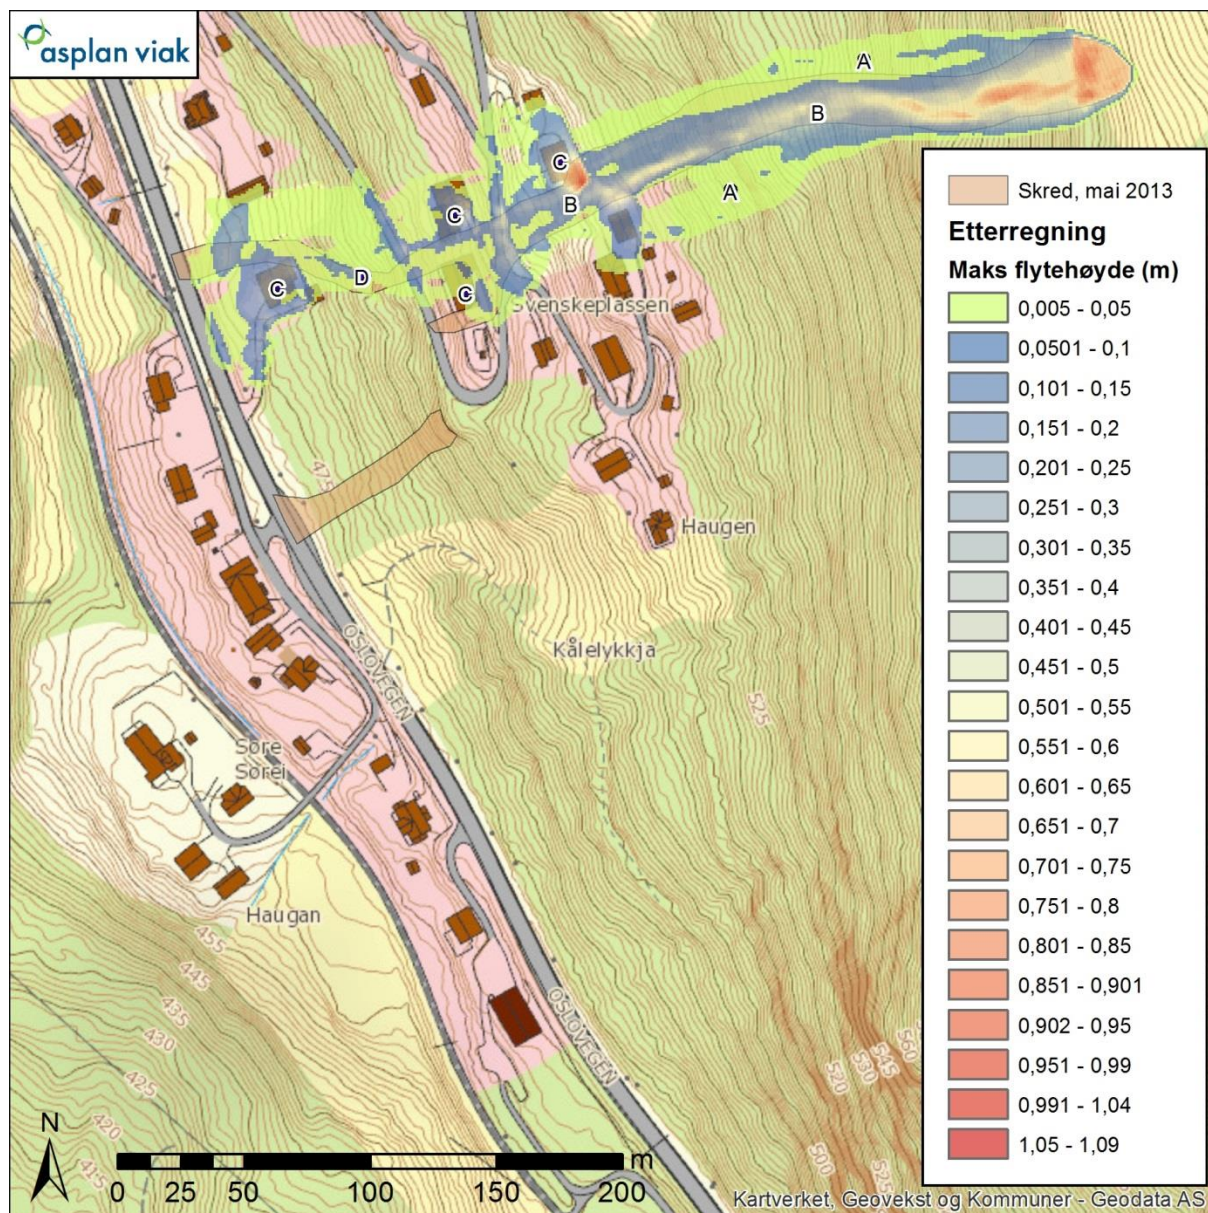 asplan viak
A
B
C
B
A
C
D
C
C
Svenskeplassen
475
Haugen
Kålelykkja
525
OSLOVEGEN
Søre
Sørei
Haugan
455
445
435
430
425
420
415
OSLOVEGEN
560
545
530
520
500
525
Skred, mai 2013
Etterregning
Maks flytehøyde (m)
0,005 - 0,05
0,0501 - 0,1
0,101 - 0,15
0,151 - 0,2
0,201 - 0,25
0,251 - 0,3
0,301 - 0,35
0,351 - 0,4
0,401 - 0,45
0,451 - 0,5
0,501 - 0,55
0,551 - 0,6
0,601 - 0,65
0,651 - 0,7
0,701 - 0,75
0,751 - 0,8
0,801 - 0,85
0,851 - 0,901
0,902 - 0,95
0,951 - 0,99
0,991 - 1,04
1,05 - 1,09
N
m
0 25 50 100 150 200
Kartverket, Geovekst og Kommuner - Geodata AS